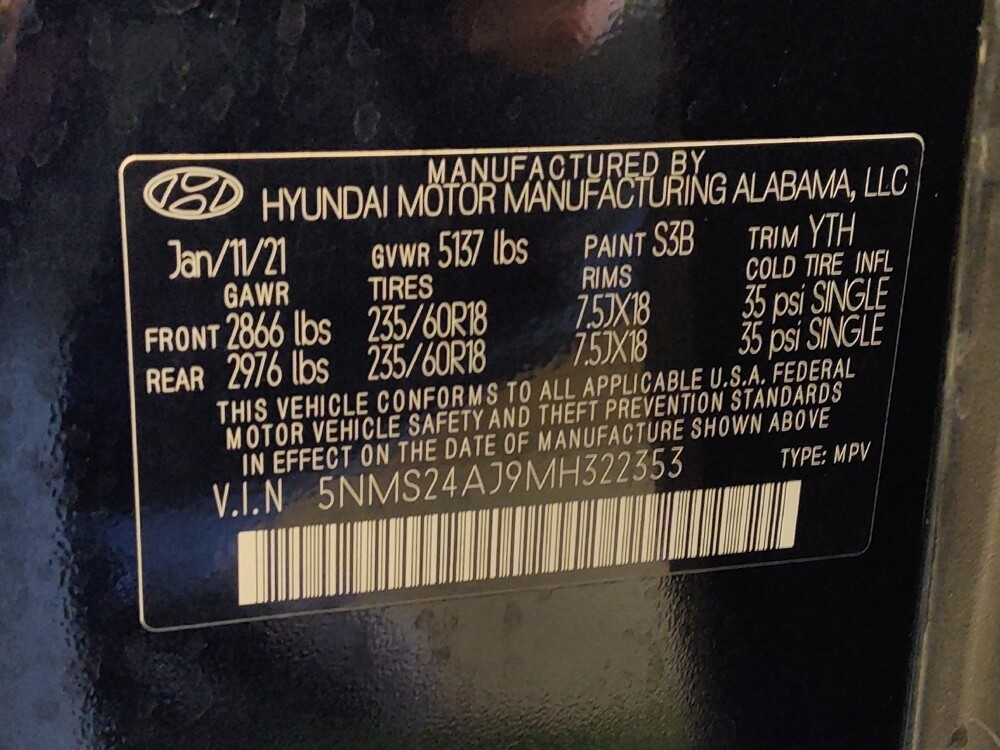 MANUFACTURED BY
HYUNDAI MOTOR MANUFACTURING ALABAMA, LLC
Jan/11/21 GVWR 5137 lbs PAINT S3B TRIM YTH
GAWR TIRES RIMS COLD TIRE INFL
FRONT 2866 lbs 235/60R18 7.5JX18 35 psi SINGLE
REAR 2976 lbs 235/60R18 7.5JX18 35 psi SINGLE
THIS VEHICLE CONFORMS TO ALL APPLICABLE U.S.A. FEDERAL
MOTOR VEHICLE SAFETY AND THEFT PREVENTION STANDARDS
IN EFFECT ON THE DATE OF MANUFACTURE SHOWN ABOVE
V.I.N 5NMS24AJ9MH322353 TYPE: MPV